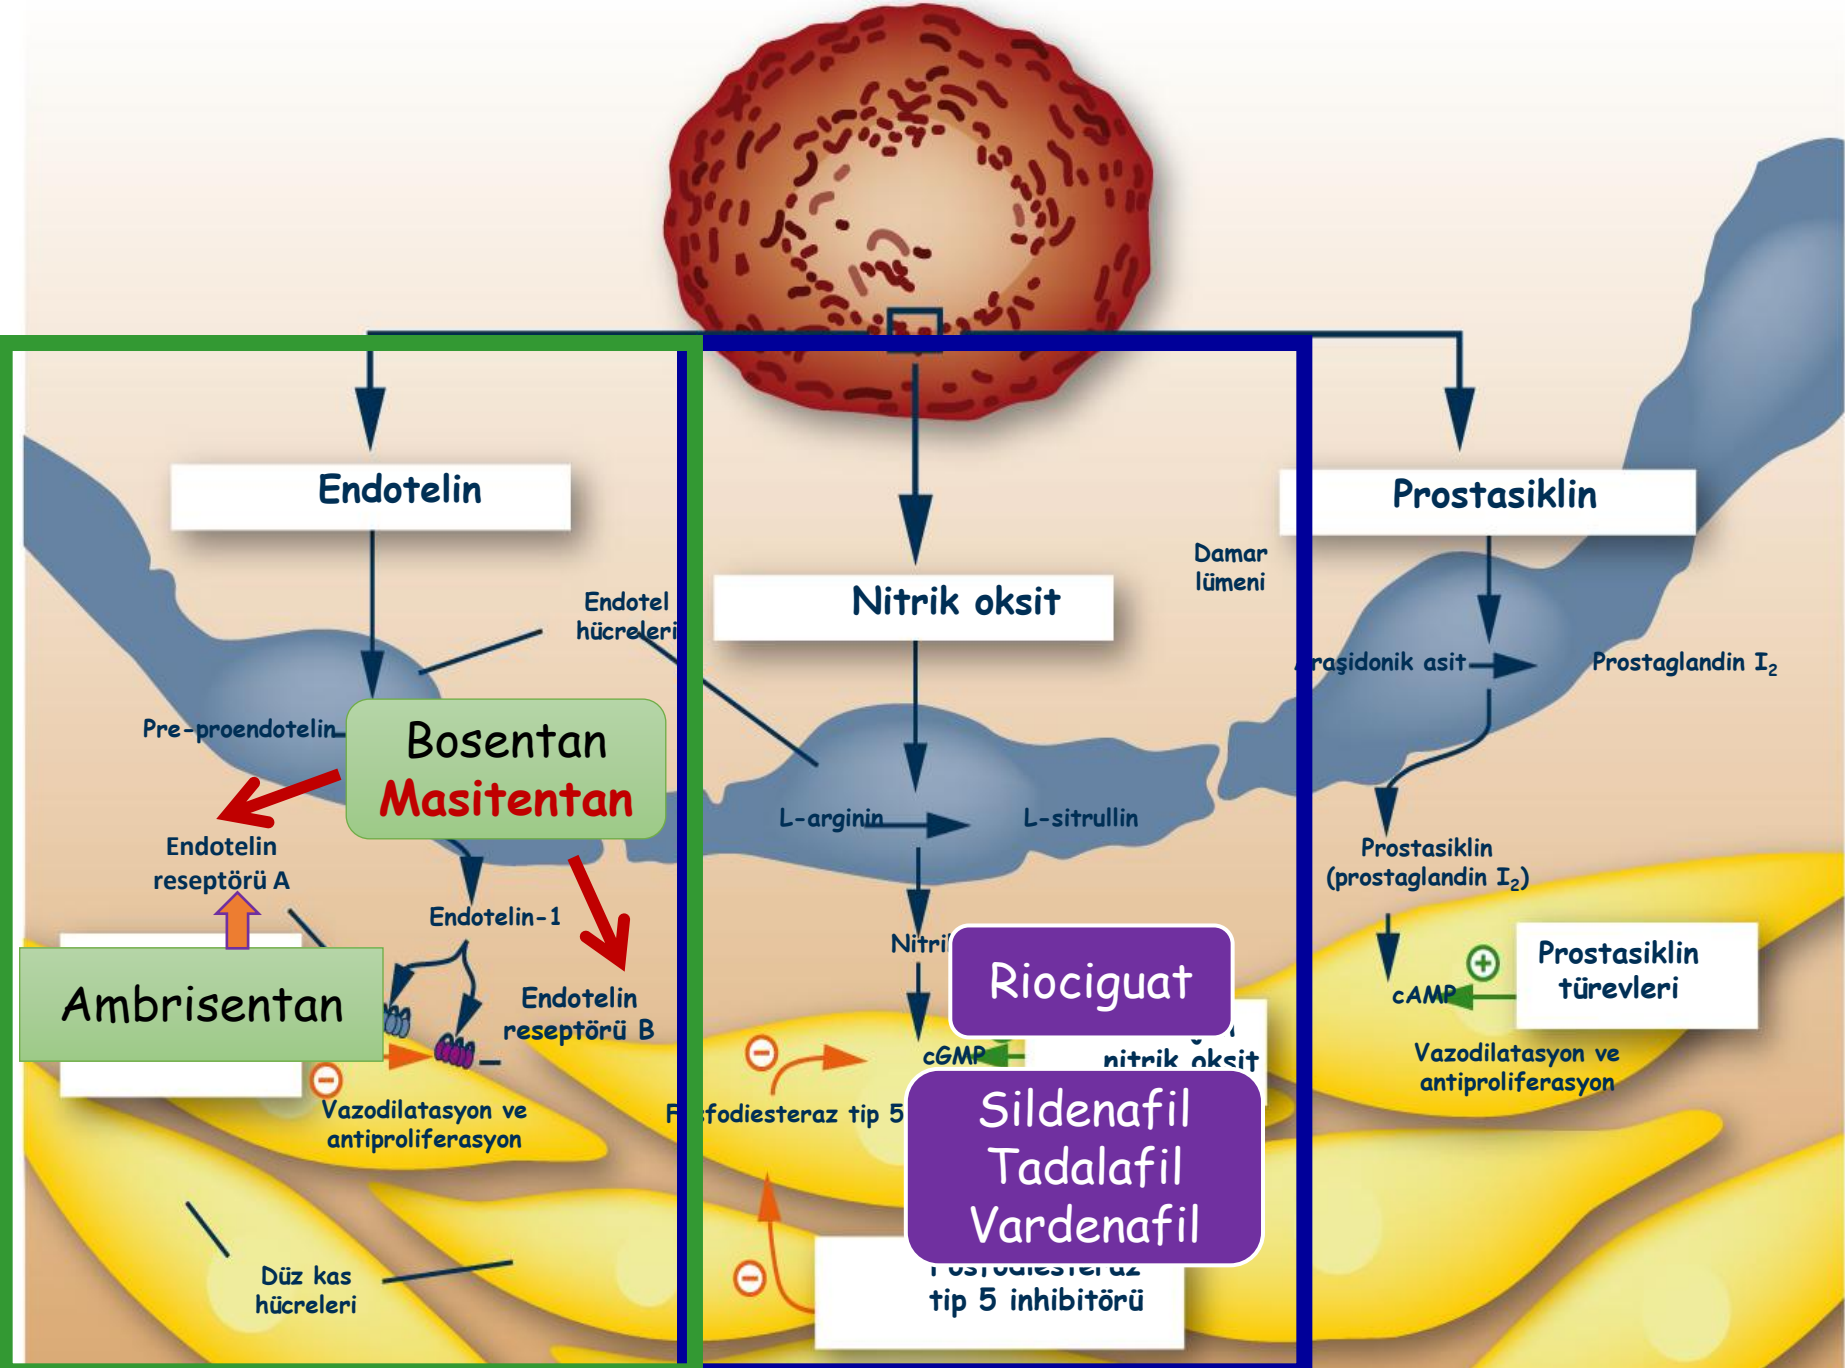 Endotelin
Nitrik oksit
Prostasiklin
Endotel
hücreleri
Damar
lümeni
Pre-proendotelin
Bosentan
Masitentan
Endotelin
reseptörü A
Endotelin-1
Ambrisentan
Endotelin
reseptörü B
Vazodilatasyon ve
antiproliferasyon
Düz kas
hücreleri
L-arginin
L-sitrullin
Riociguat
cGMP
nitrik oksit
tip 5
Sildenafil
Tadalafil
Vardenafil
tip 5 inhibitörü
asit
Prostaglandin I₂
Prostasiklin
(prostaglandin I₂)
cAMP
Prostasiklin
türevleri
Vazodilatasyon ve
antiproliferasyon